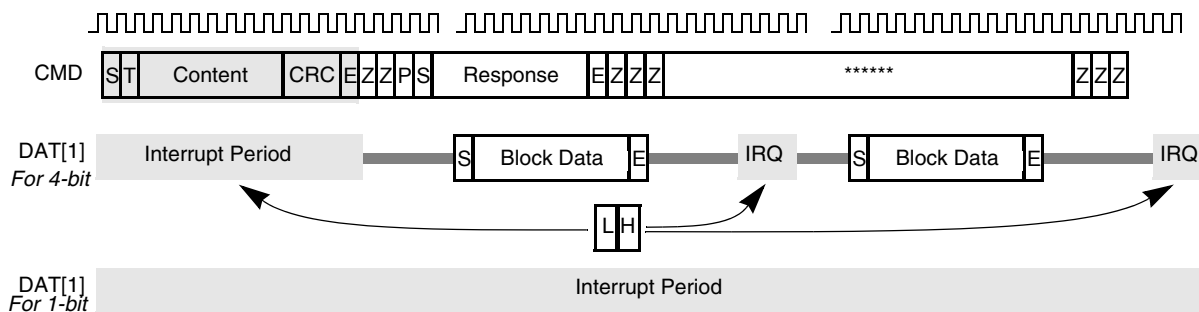 CMD S T Content CRC E Z Z P S Response E Z Z Z ****** Z Z Z
DAT[1] Interrupt Period S Block Data E IRQ S Block Data E IRQ
For 4-bit
L H
DAT[1] Interrupt Period
For 1-bit